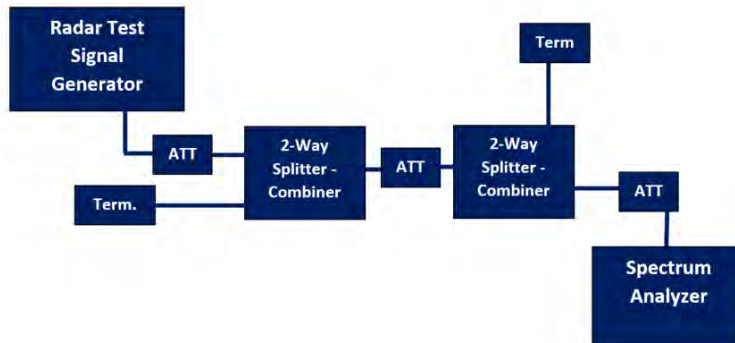 Radar Test
Signal
Generator
Term
ATT
2-Way
Splitter -
Combiner
ATT
2-Way
Splitter -
Combiner
ATT
Term.
Spectrum
Analyzer